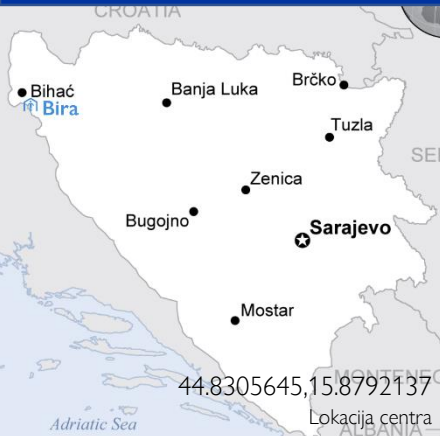 CROATIA
Bihać
Bira
Banja Luka
Brčko
Tuzla
SE
Zenica
Bugojno
Sarajevo
Mostar
44.8305645,15.8792137
MONTENEG
Lokacija centra
ALBANIA
Adriatic Sea